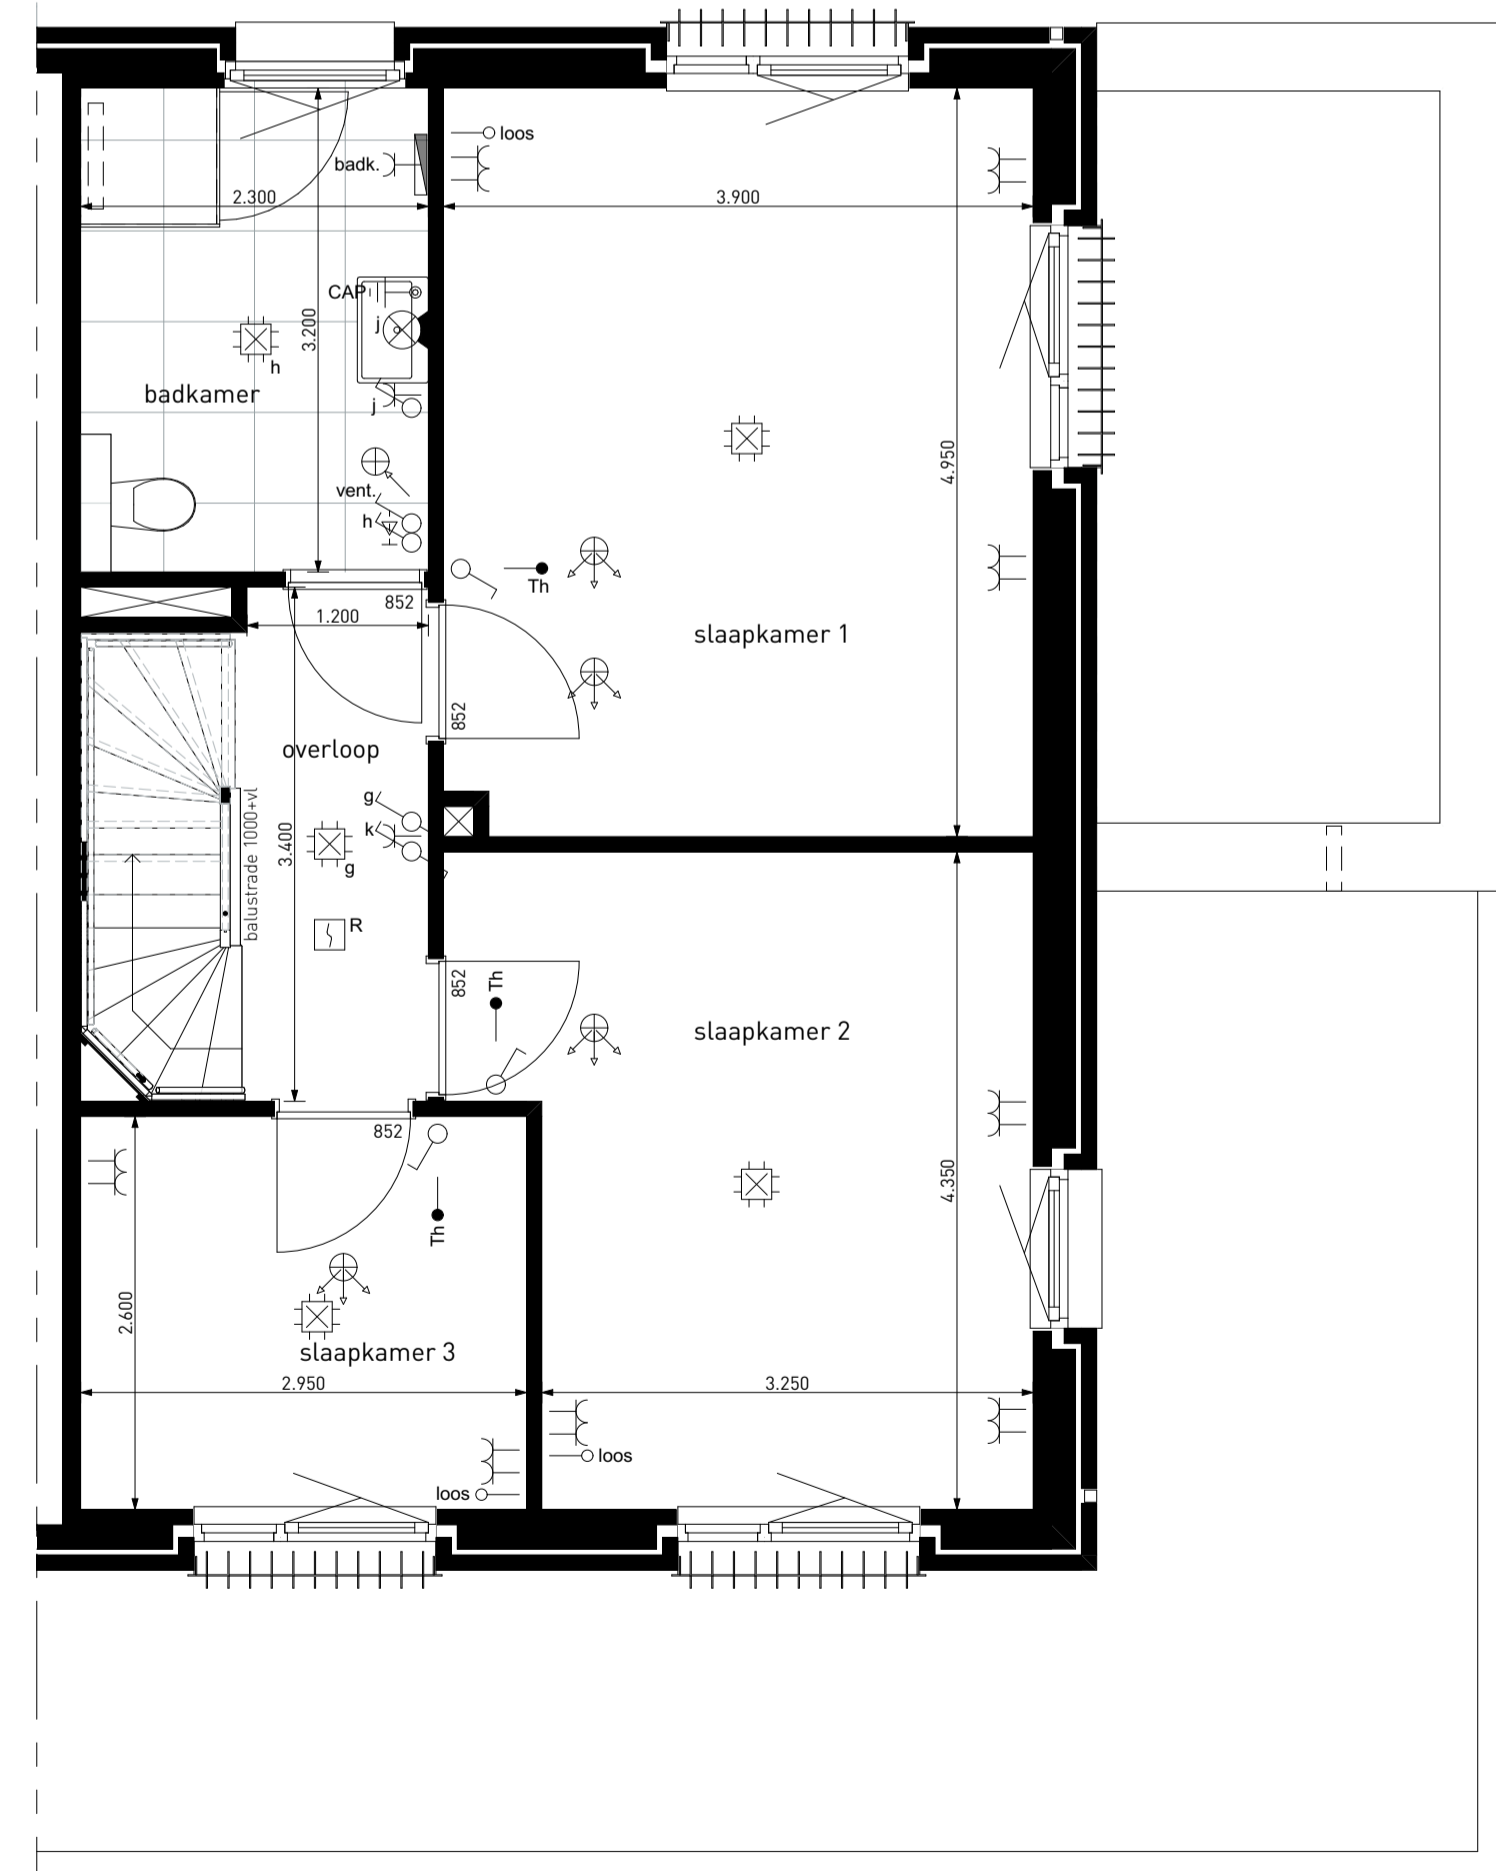 loos
badk.
2.300
3.900
CAP
j
3.200
h
badkamer
j
4.950
vent.
h
Th
852
1.200
slaapkamer 1
852
overloop
balustrade 1000+vl
g
k
3.400
g
R
852
Th
slaapkamer 2
852
Th
4.350
2.600
slaapkamer 3
2.950
3.250
loos
loos